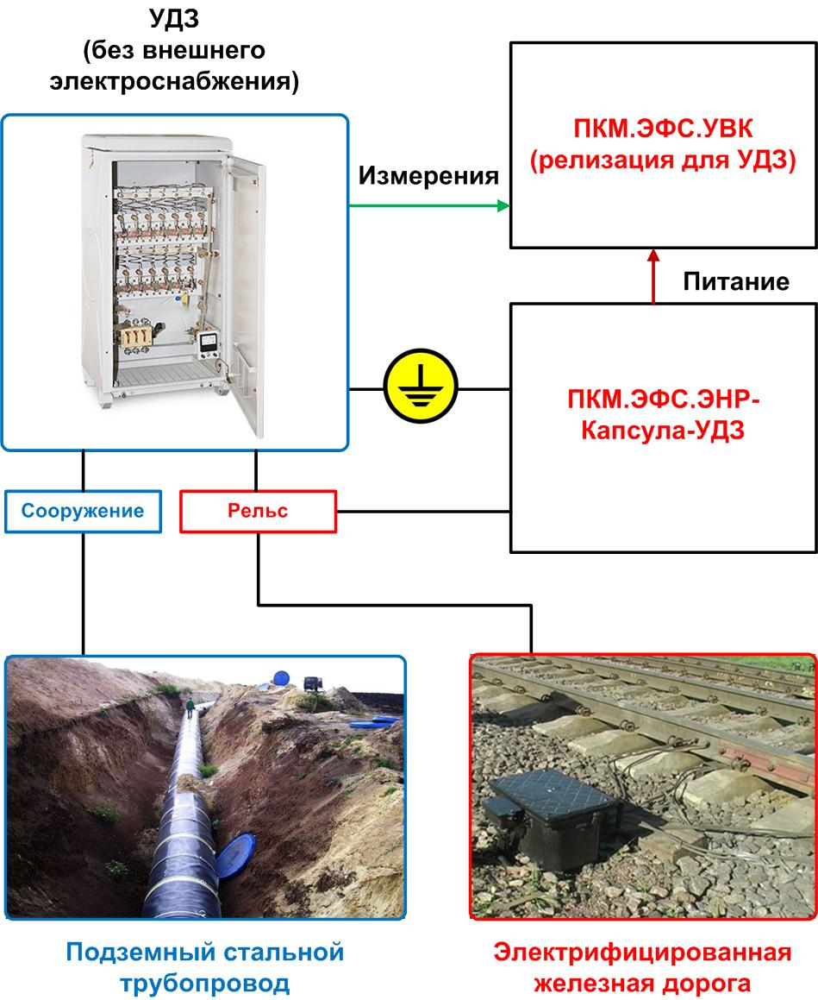 УДЗ
(без внешнего
электроснабжения)
ПКМ.ЭФС.УВК
(релизация для УДЗ)
Измерения
Питание
ПКМ.ЭФС.ЭНР-
Капсула-УДЗ
Сооружение
Рельс
Подземный стальной
трубопровод
Электрифицированная
железная дорога